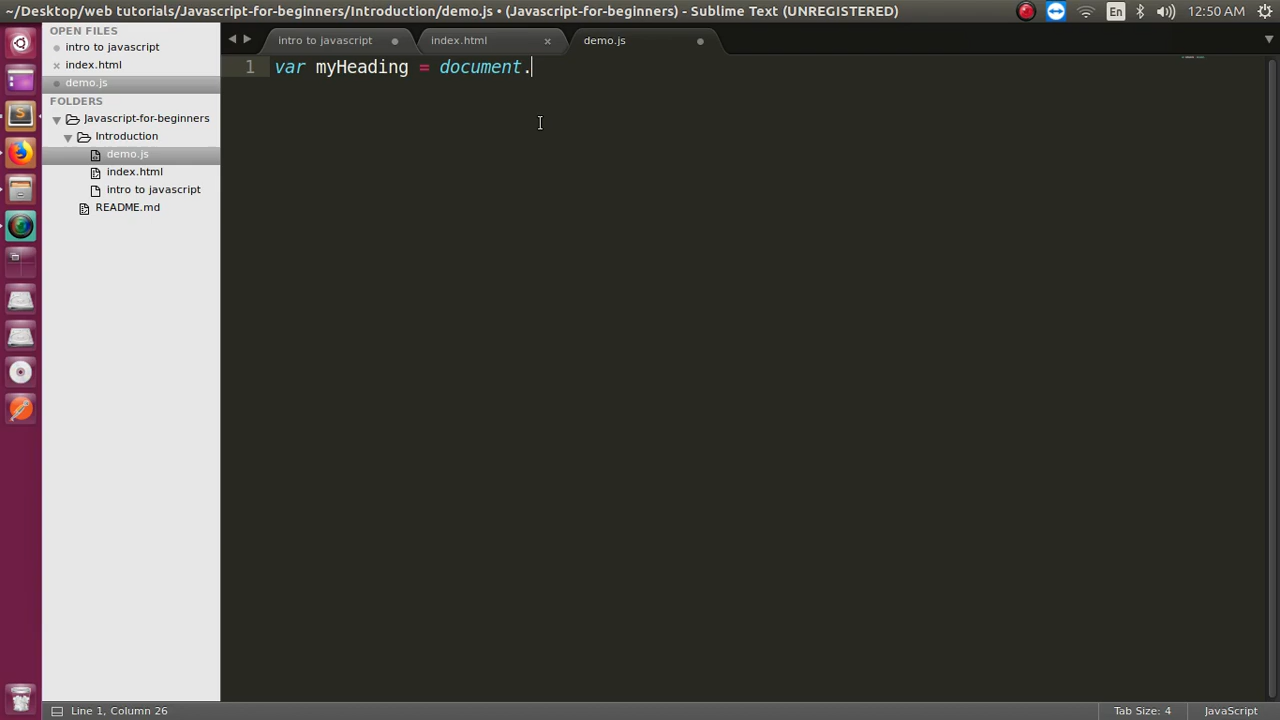 ~/Desktop/web tutorials/Javascript-for-beginners/Introduction/demo.js • (Javascript-for-beginners) - Sublime Text (UNREGISTERED)
En
12:50 AM
OPEN FILES
intro to javascript
index.html
demo.js
FOLDERS
Javascript-for-beginners
Introduction
demo.js
index.html
intro to javascript
README.md
intro to javascript
index.html
demo.js
1 var myHeading = document.
Line 1, Column 26
Tab Size: 4
JavaScript